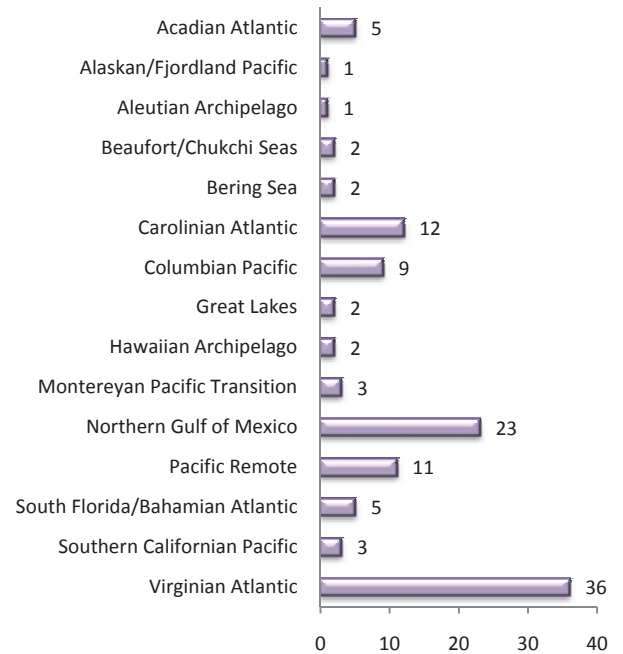 Acadian Atlantic 5
Alaskan/Fjordland Pacific 1
Aleutian Archipelago 1
Beaufort/Chukchi Seas 2
Bering Sea 2
Carolinian Atlantic 12
Columbian Pacific 9
Great Lakes 2
Hawaiian Archipelago 2
Montereyan Pacific Transition 3
Northern Gulf of Mexico 23
Pacific Remote 11
South Florida/Bahamian Atlantic 5
Southern Californian Pacific 3
Virginian Atlantic 36
0 10 20 30 40